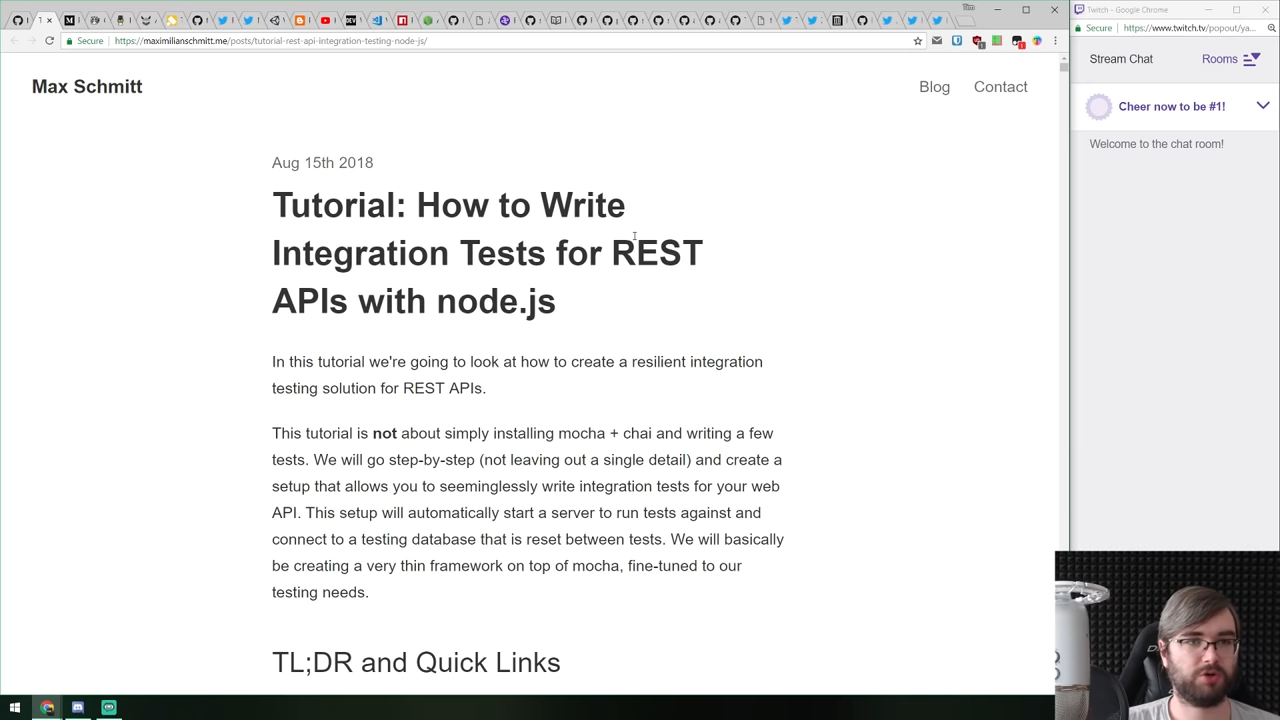 Tim
Secure https://maximilianschmitt.me/posts/tutorial-rest-api-integration-testing-node-js/
Max Schmitt
Blog
Contact
Aug 15th 2018
Tutorial: How to Write
Integration Tests for REST
APIs with node.js
In this tutorial we're going to look at how to create a resilient integration
testing solution for REST APIs.
This tutorial is not about simply installing mocha + chai and writing a few
tests. We will go step-by-step (not leaving out a single detail) and create a
setup that allows you to seeminglessly write integration tests for your web
API. This setup will automatically start a server to run tests against and
connect to a testing database that is reset between tests. We will basically
be creating a very thin framework on top of mocha, fine-tuned to our
testing needs.
TL;DR and Quick Links
Twitch - Google Chrome
Secure https://www.twitch.tv/popout/ya...
Stream Chat
Rooms
Cheer now to be #1!
Welcome to the chat room!